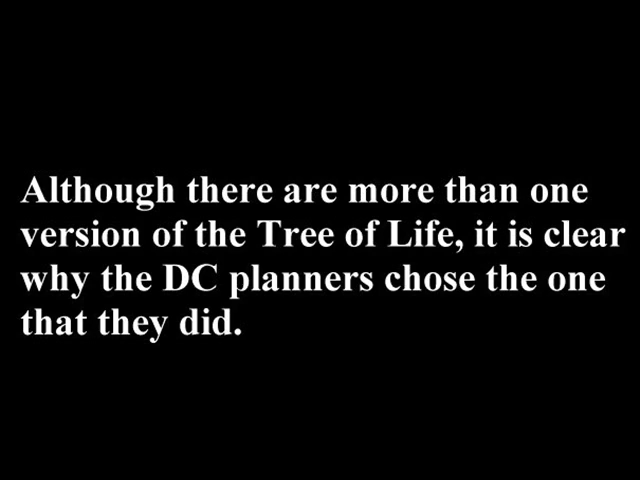 Although there are more than one
version of the Tree of Life, it is clear
why the DC planners chose the one
that they did.